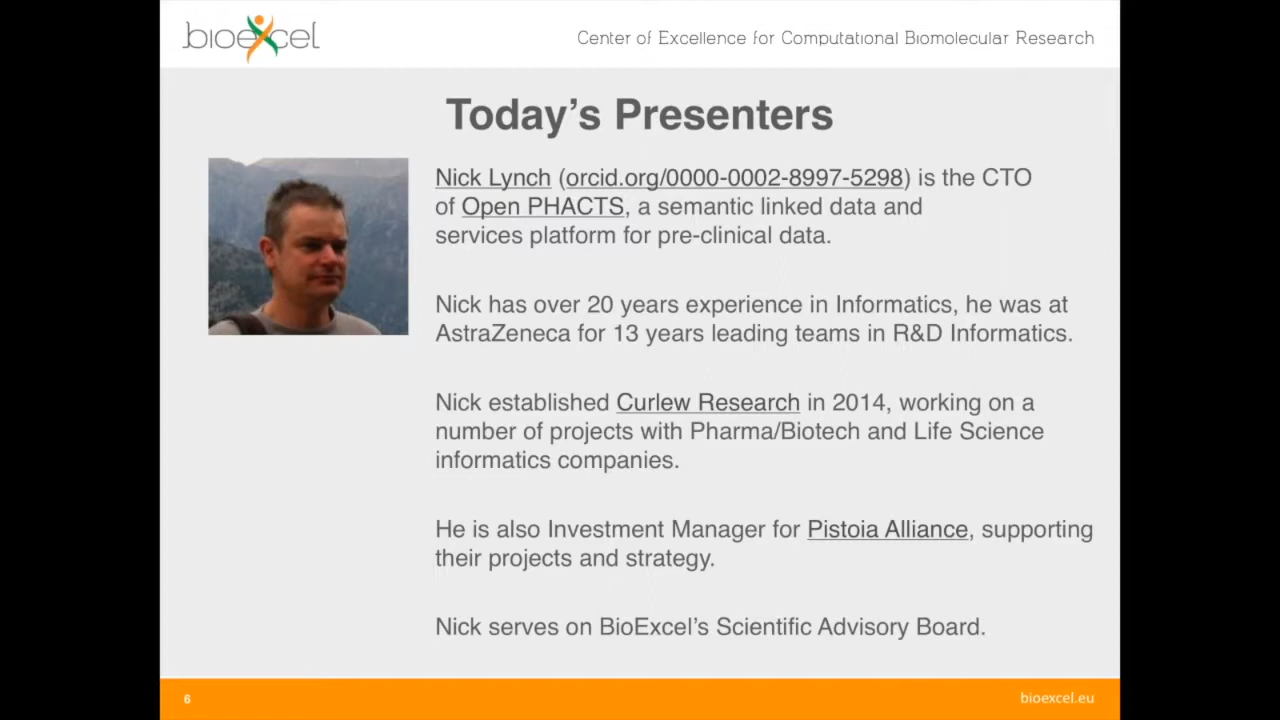 bioexcel
Center of Excellence for Computational Biomolecular Research
Today's Presenters
Nick Lynch (orcid.org/0000-0002-8997-5298) is the CTO
of Open PHACTS, a semantic linked data and
services platform for pre-clinical data.
Nick has over 20 years experience in Informatics, he was at
AstraZeneca for 13 years leading teams in R&D Informatics.
Nick established Curlew Research in 2014, working on a
number of projects with Pharma/Biotech and Life Science
informatics companies.
He is also Investment Manager for Pistoia Alliance, supporting
their projects and strategy.
Nick serves on BioExcel's Scientific Advisory Board.
6
bioexcel.eu